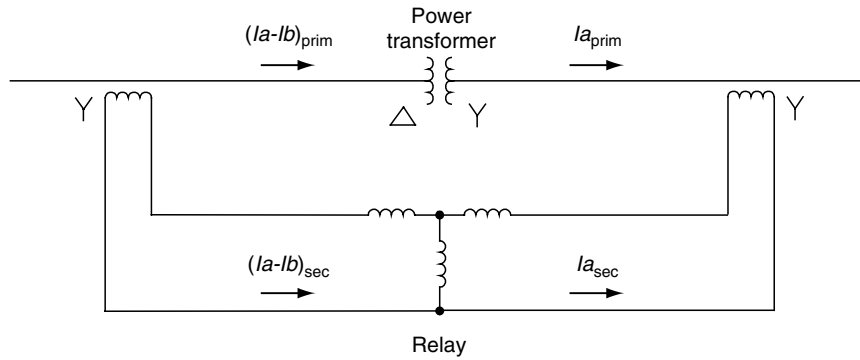 Power
transformer
(Ia-Ib)prim
Iaprim
Y
Δ
Y
Y
(Ia-Ib)sec
Iasec
Relay